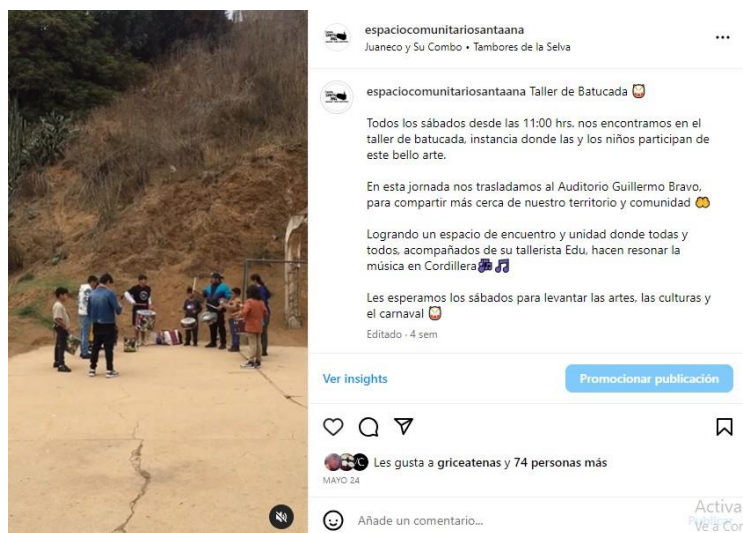 espaciocomunitariosantaana
Juaneco y Su Combo • Tambores de la Selva
espaciocomunitariosantaana Taller de Batucada 🥁
Todos los sábados desde las 11:00 hrs. nos encontramos en el
taller de batucada, instancia donde las y los niños participan de
este bello arte.
En esta jornada nos trasladamos al Auditorio Guillermo Bravo,
para compartir más cerca de nuestro territorio y comunidad 🤲
Logrando un espacio de encuentro y unidad donde todas y
todos, acompañados de su tallerista Edu, hacen resonar la
música en Cordillera🎶🎵
Les esperamos los sábados para levantar las artes, las culturas y
el carnaval 🥁
Editado · 4 sem
Ver insights
Promocionar publicación
Les gusta a griceatenas y 74 personas más
MAYO 24
Añade un comentario...
Publicar
Activa
Ve a Con